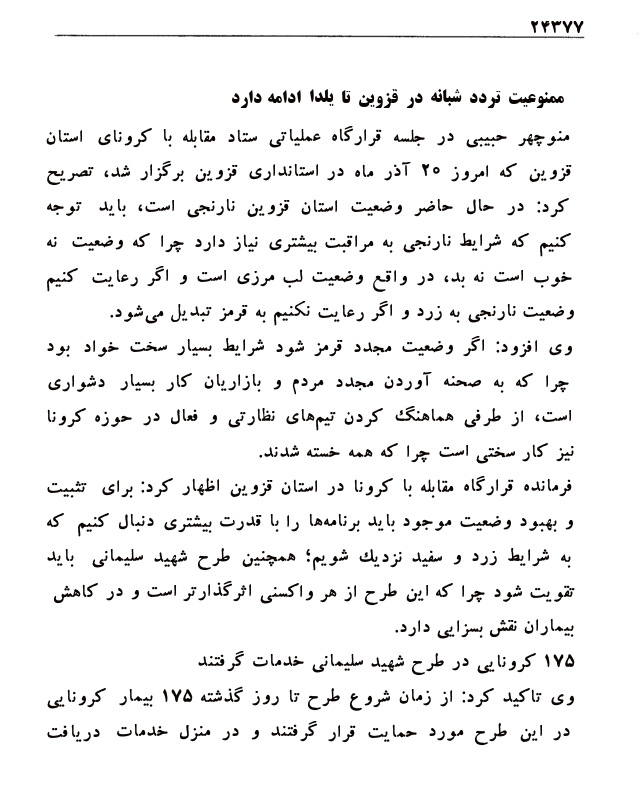 ۲۴۳۷۷
ممنوعیت تردد شبانه در قزوین تا یلدا ادامه دارد
منوچهر حبیبی در جلسه قرارگاه عملیاتی ستاد مقابله با کرونای استان
قزوین که امروز ۲۰ آذر ماه در استانداری قزوین برگزار شد، تصریح
کرد: در حال حاضر وضعیت استان قزوین نارنجی است، باید توجه
کنیم که شرایط نارنجی به مراقبت بیشتری نیاز دارد چرا که وضعیت نه
خوب است نه بد، در واقع وضعیت لب مرزی است و اگر رعایت کنیم
وضعیت نارنجی به زرد و اگر رعایت نکنیم به قرمز تبدیل می‌شود.
وی افزود: اگر وضعیت مجدد قرمز شود شرایط بسیار سخت خواد بود
چرا که به صحنه آوردن مجدد مردم و بازاریان کار بسیار دشواری
است، از طرفی هماهنگ کردن تیم‌های نظارتی و فعال در حوزه کرونا
نیز کار سختی است چرا که همه خسته شدند.
فرمانده قرارگاه مقابله با کرونا در استان قزوین اظهار کرد: برای تثبیت
و بهبود وضعیت موجود باید برنامه‌ها را با قدرت بیشتری دنبال کنیم که
به شرایط زرد و سفید نزدیک شویم؛ همچنین طرح شهید سلیمانی باید
تقویت شود چرا که این طرح از هر واکسنی اثرگذارتر است و در کاهش
بیماران نقش بسزایی دارد.
۱۷۵ کرونایی در طرح شهید سلیمانی خدمات گرفتند
وی تاکید کرد: از زمان شروع طرح تا روز گذشته ۱۷۵ بیمار کرونایی
در این طرح مورد حمایت قرار گرفتند و در منزل خدمات دریافت